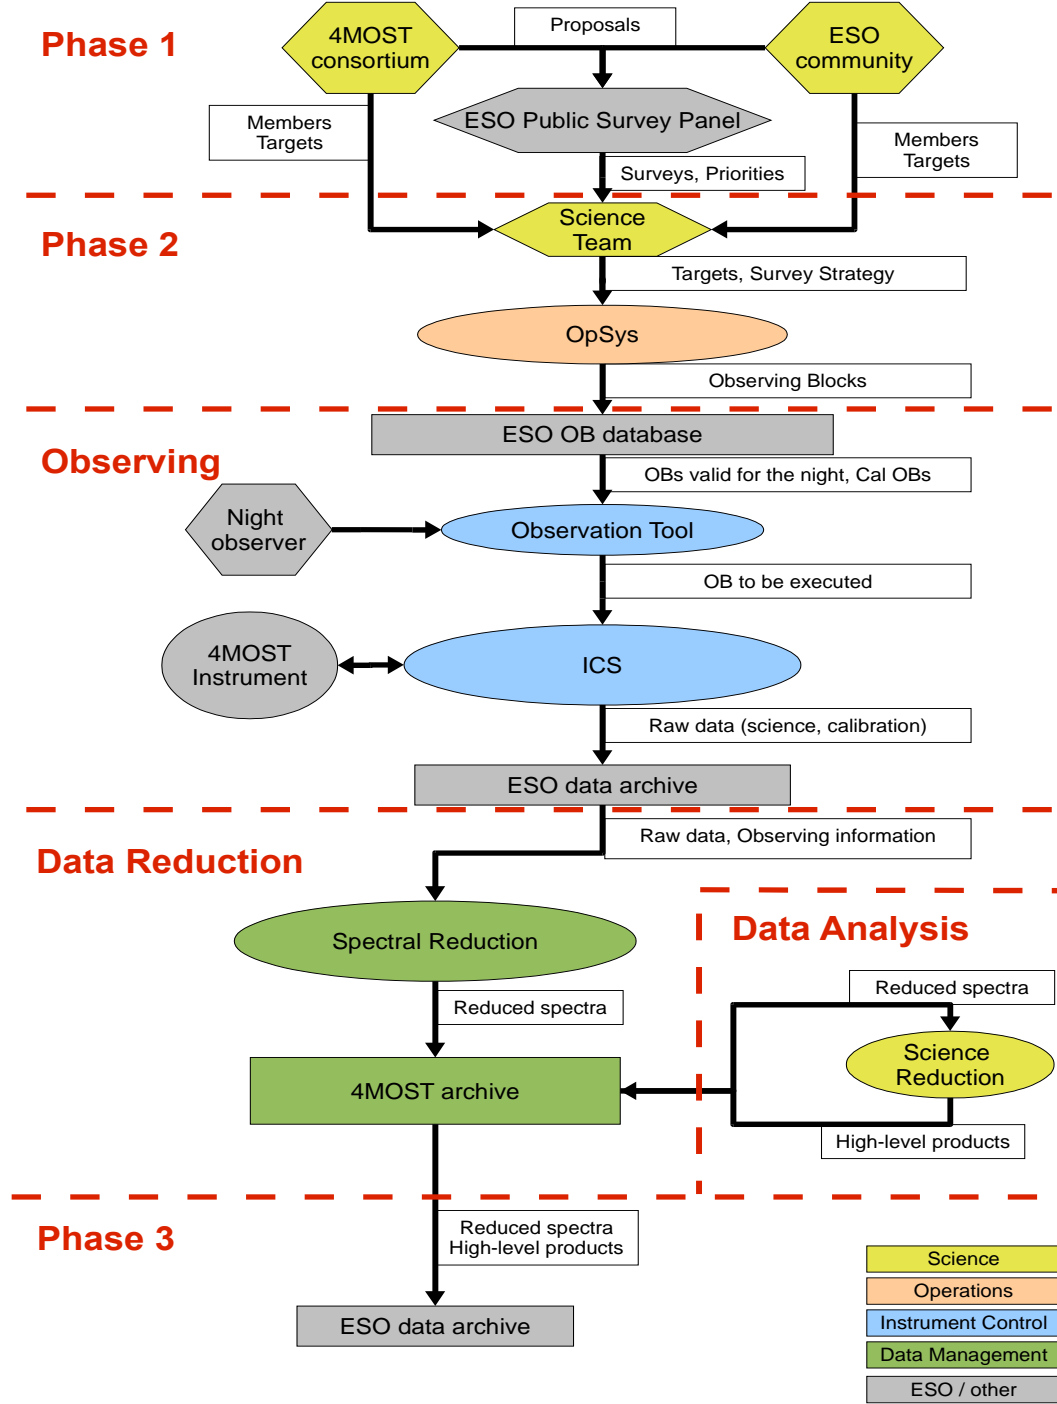 Phase 1
4MOST
consortium
Proposals
ESO
community
Members
Targets
ESO Public Survey Panel
Members
Targets
Surveys, Priorities
Phase 2
Science
Team
Targets, Survey Strategy
OpSys
Observing Blocks
ESO OB database
Observing
OBs valid for the night, Cal OBs
Night
observer
Observation Tool
OB to be executed
4MOST
Instrument
ICS
Raw data (science, calibration)
ESO data archive
Raw data, Observing information
Data Reduction
Spectral Reduction
Data Analysis
Reduced spectra
Reduced spectra
Science
Reduction
4MOST archive
High-level products
Phase 3
Reduced spectra
High-level products
ESO data archive
Science
Operations
Instrument Control
Data Management
ESO / other